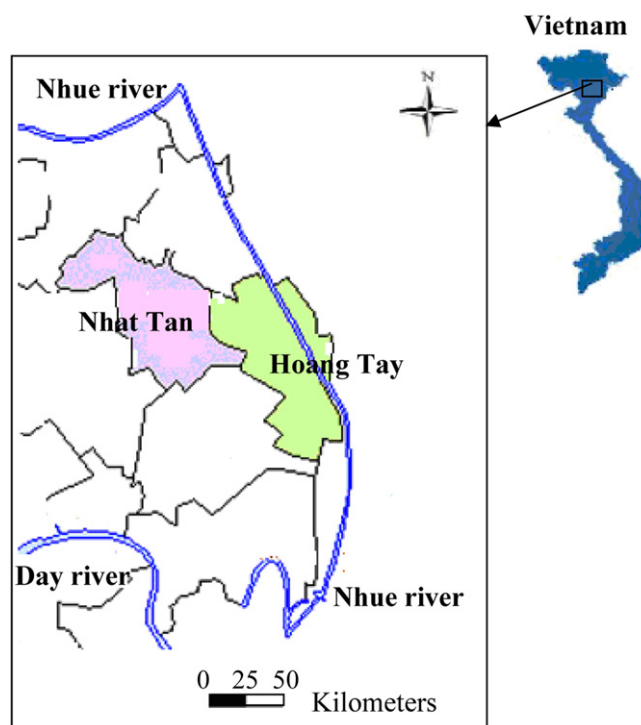 Vietnam
Nhue river
N
Nhat Tan
Hoang Tay
Day river
Nhue river
0 25 50
Kilometers